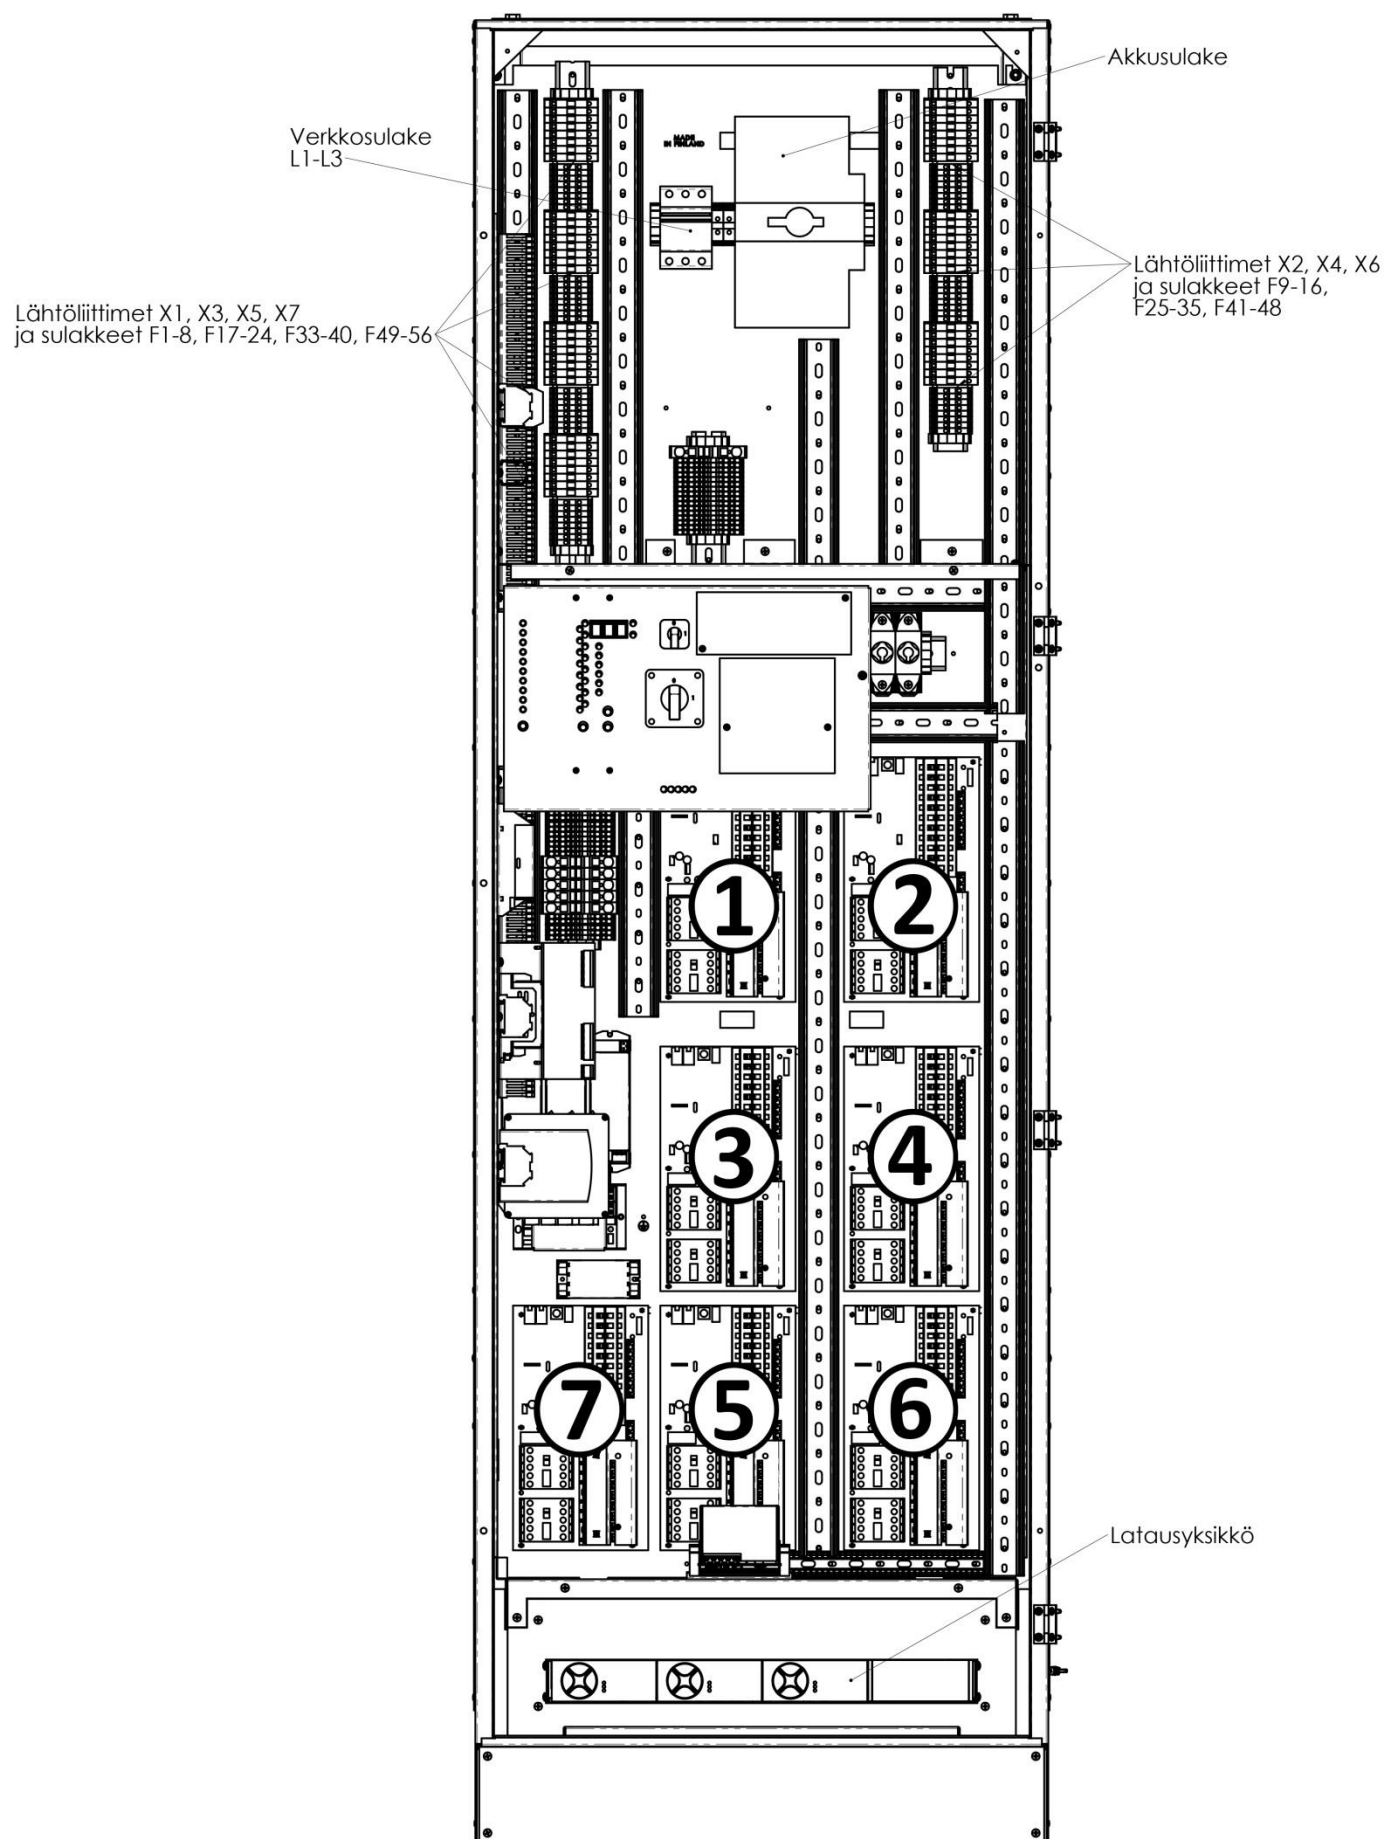 Akkusulake
Verkkosulake
L1-L3
MADE
IN FINLAND
Lähtöliittimet X2, X4, X6
ja sulakkeet F9-16,
F25-35, F41-48
Lähtöliittimet X1, X3, X5, X7
ja sulakkeet F1-8, F17-24, F33-40, F49-56
1
2
3
4
7
5
6
Latausyksikkö